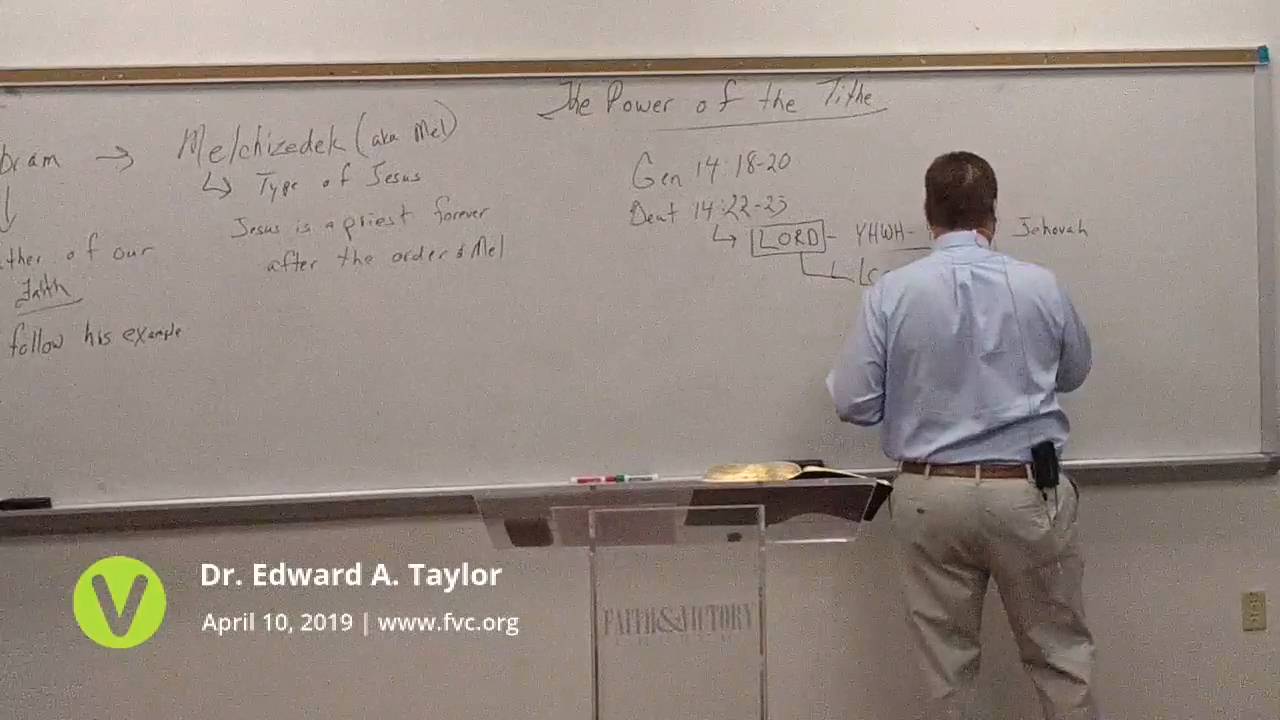 The Power of the Tithe
bram → Melchizedek (aka Mel)
↳ Type of Jesus
Jesus is a priest forever
after the order of Mel
ather of our
Faith
follow his example
Gen 14:18-20
Deut 14:22-23
↳ LORD - YHWH - Jehovah
FAITH & VICTORY
V
Dr. Edward A. Taylor
April 10, 2019 | www.fvc.org